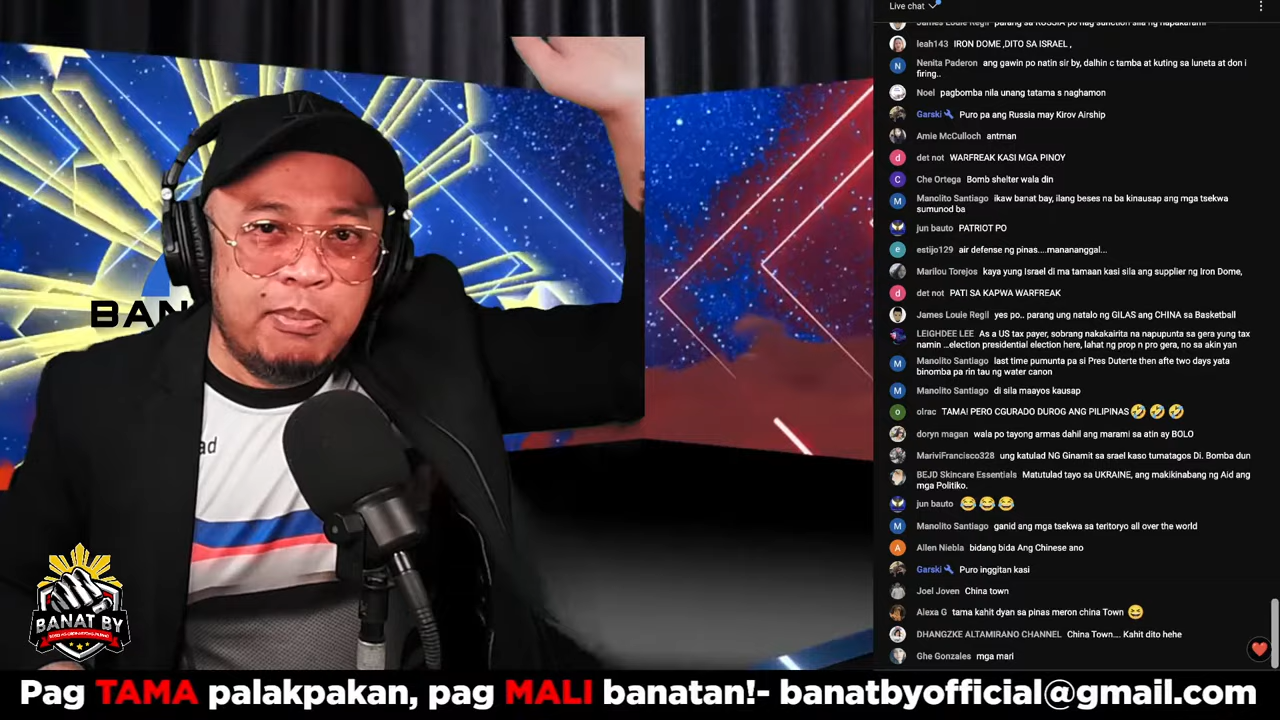 Live chat
James Louie Regil parang sa RUSSIA po nag sunction sila ng napakarami
leah143 IRON DOME ,DITO SA ISRAEL ,
N Nenita Paderon ang gawin po natin sir by, dalhin c tamba at kuting sa luneta at don i
firing..
Noel pagbomba nila unang tatama s naghamon
Garski Puro pa ang Russia may Kirov Airship
Amie McCulloch antman
d det not WARFREAK KASI MGA PINOY
C Che Ortega Bomb shelter wala din
M Manolito Santiago ikaw banat bay, ilang beses na ba kinausap ang mga tsekwa
sumunod ba
jun bauto PATRIOT PO
e estijo129 air defense ng pinas....manananggal...
Marilou Torejos kaya yung Israel di ma tamaan kasi sila ang supplier ng Iron Dome,
d det not PATI SA KAPWA WARFREAK
James Louie Regil yes po.. parang ung natalo ng GILAS ang CHINA sa Basketball
LEIGHDEE LEE As a US tax payer, sobrang nakakairita na napupunta sa gera yung tax
namin ...election presidential election here, lahat ng prop n pro gera, no sa akin yan
M Manolito Santiago last time pumunta pa si Pres Duterte then afte two days yata
binomba pa rin tau ng water canon
M Manolito Santiago di sila maayos kausap
o olrac TAMA! PERO CGURADO DUROG ANG PILIPINAS🤣🤣🤣
doryn magan wala po tayong armas dahil ang marami sa atin ay BOLO
MariviFrancisco328 ung katulad NG Ginamit sa srael kaso tumatagos Di. Bomba dun
BEJD Skincare Essentials Matutulad tayo sa UKRAINE, ang makikinabang ng Aid ang
mga Politiko.
jun bauto 😂😂😂
M Manolito Santiago ganid ang mga tsekwa sa teritoryo all over the world
A Allen Niebla bidang bida Ang Chinese ano
Garski Puro inggitan kasi
Joel Joven China town
Alexa G tama kahit dyan sa pinas meron china Town 😆
DHANGZKE ALTAMIRANO CHANNEL China Town.... Kahit dito hehe
Ghe Gonzales mga mari
BAN
ad
BANAT BY
Pag TAMA palakpakan, pag MALI banatan!- banatbyofficial@gmail.com